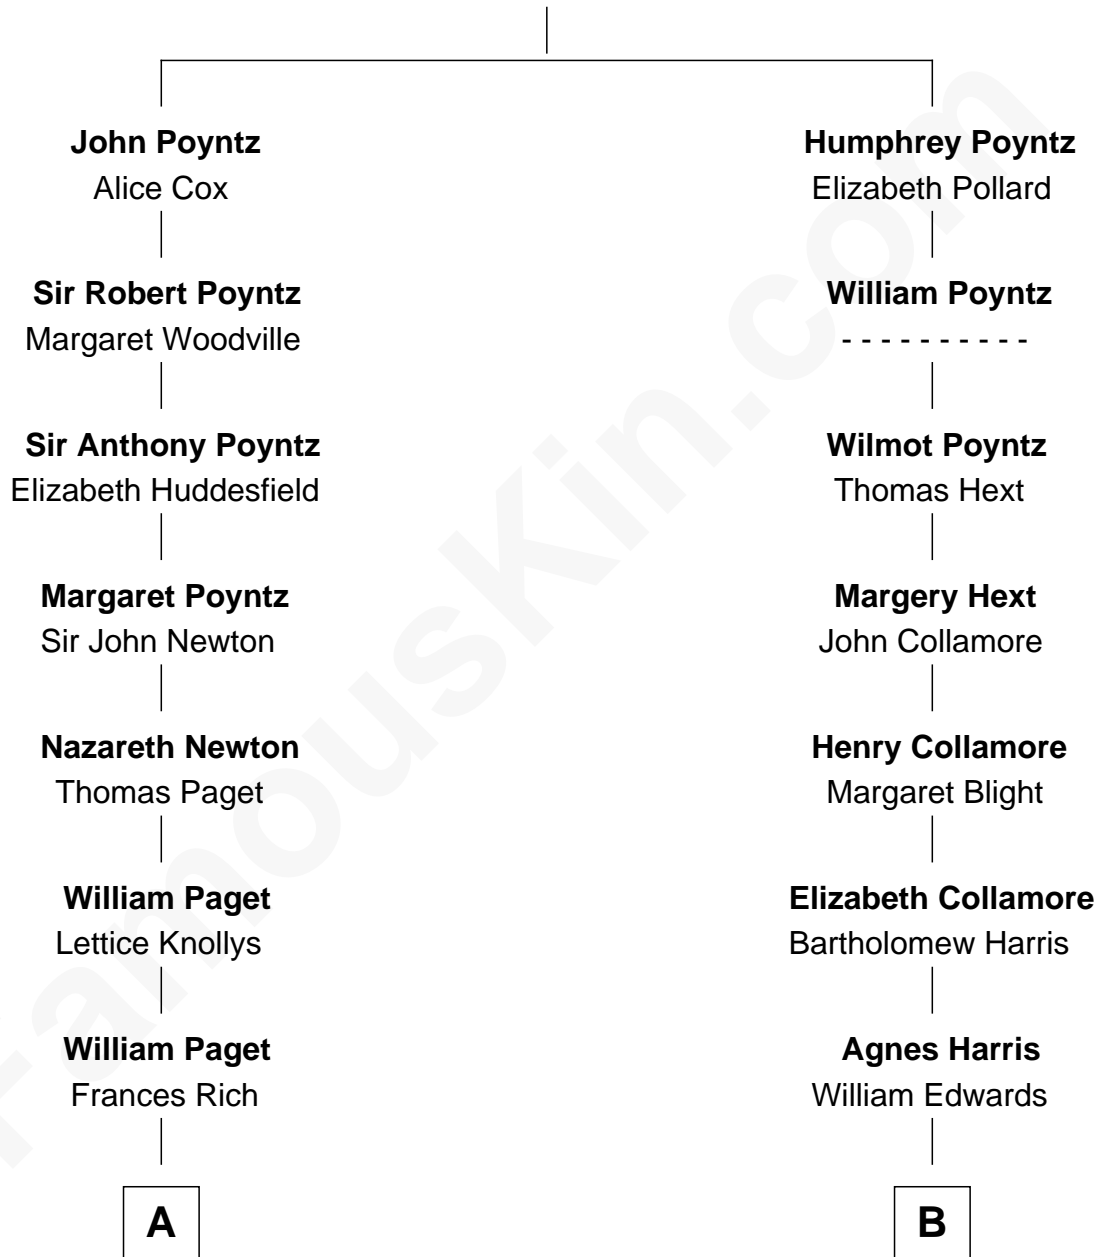 John Poyntz
Alice Cox
Sir Robert Poyntz
Margaret Woodville
Sir Anthony Poyntz
Elizabeth Huddesfield
Margaret Poyntz
Sir John Newton
Nazareth Newton
Thomas Paget
William Paget
Lettice Knollys
William Paget
Frances Rich
A
Humphrey Poyntz
Elizabeth Pollard
William Poyntz
- - - - - - - - - -
Wilmot Poyntz
Thomas Hext
Margery Hext
John Collamore
Henry Collamore
Margaret Blight
Elizabeth Collamore
Bartholomew Harris
Agnes Harris
William Edwards
B
FamousKin.com